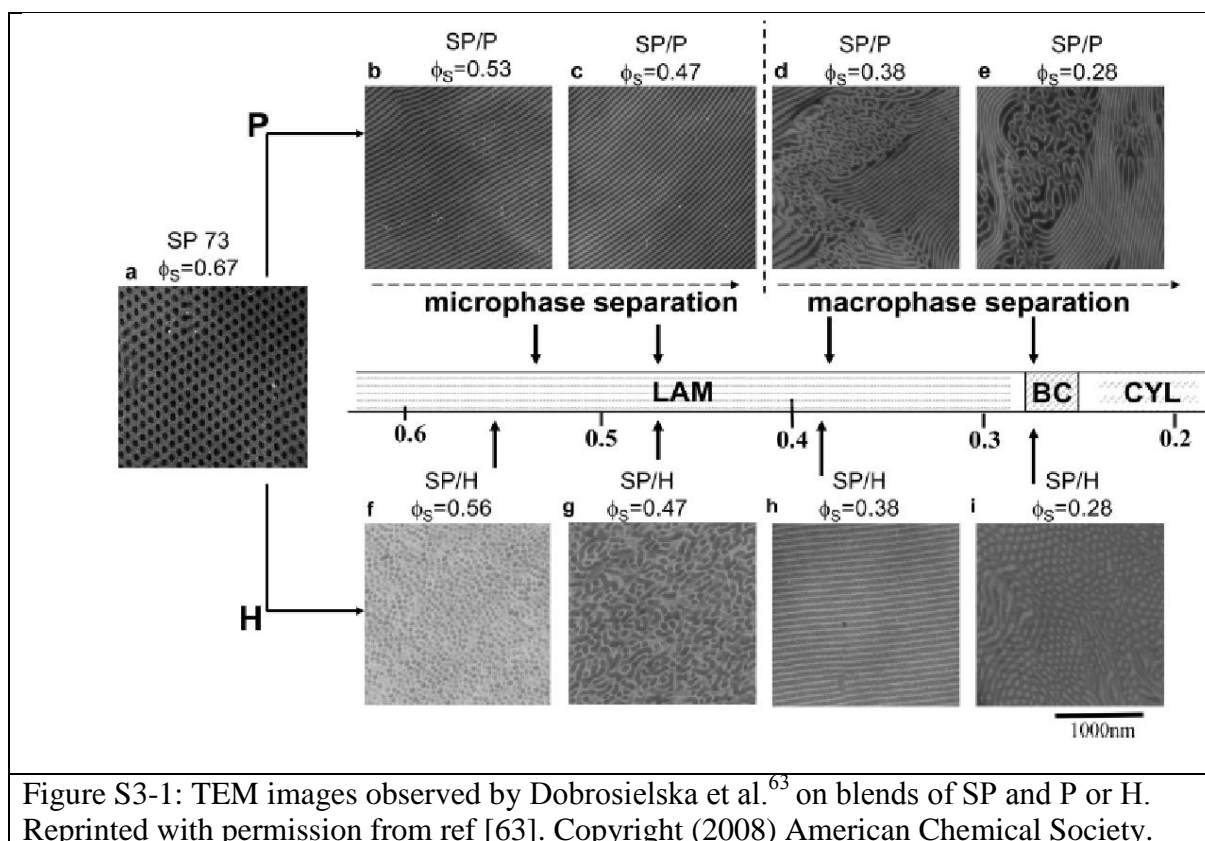 SP/P
b ϕS=0.53
SP/P
c ϕS=0.47
SP/P
d ϕS=0.38
SP/P
e ϕS=0.28
P
SP 73
a ϕS=0.67
microphase separation
macrophase separation
LAM
BC
CYL
0.6 0.5 0.4 0.3 0.2
SP/H
f ϕS=0.56
SP/H
g ϕS=0.47
SP/H
h ϕS=0.38
SP/H
i ϕS=0.28
H
1000nm
Figure S3-1: TEM images observed by Dobrosielska et al.63 on blends of SP and P or H.
Reprinted with permission from ref [63]. Copyright (2008) American Chemical Society.